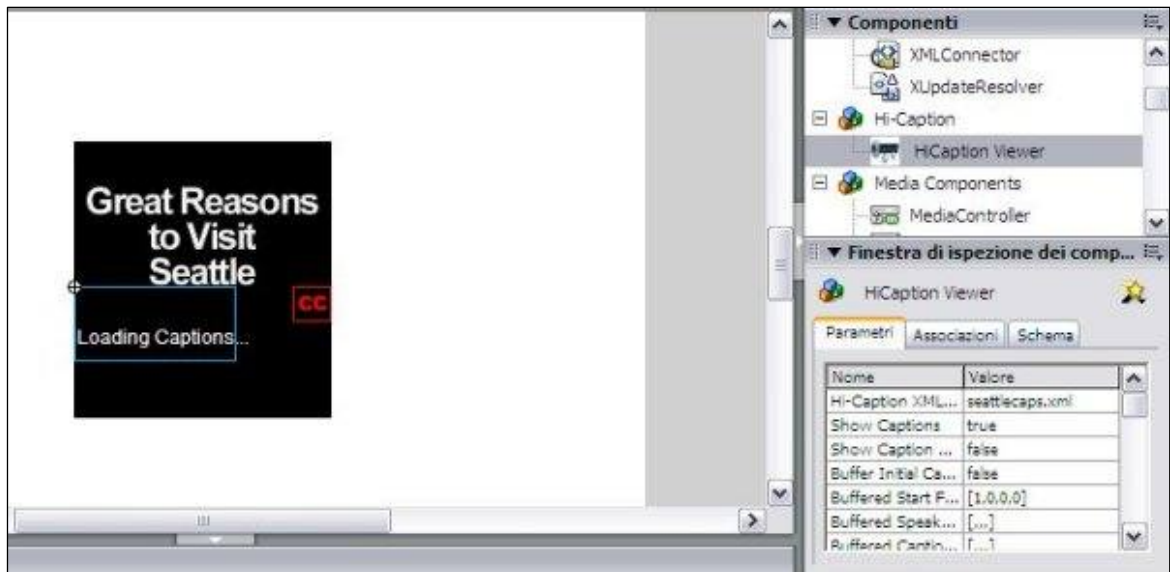 Great Reasons
to Visit
Seattle
cc
Loading Captions...
Componenti
XMLConnector
XUpdateResolver
Hi-Caption
HiCaption Viewer
Media Components
MediaController
Finestra di ispezione dei comp...
HiCaption Viewer
Parametri Associazioni Schema
Nome Valore
Hi-Caption XML... seattlecaps.xml
Show Captions true
Show Caption ... false
Buffer Initial Ca... false
Buffered Start F... [1,0,0,0]
Buffered Speak... [...]
Buffered Captio... [...]